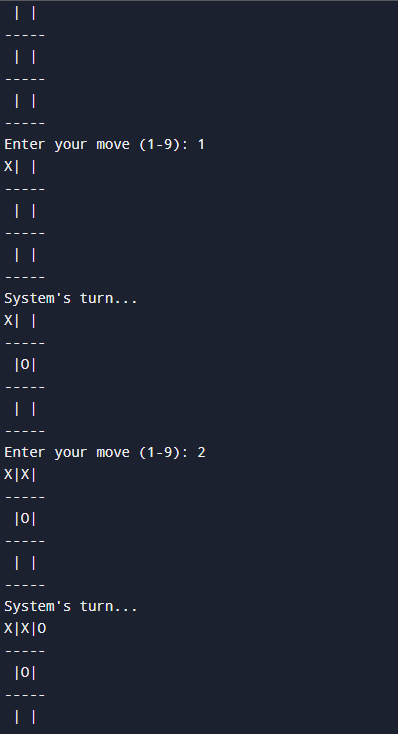 | |
-----
 | |
-----
 | |
-----
Enter your move (1-9): 1
X| |
-----
 | |
-----
 | |
-----
System's turn...
X| |
-----
 |O|
-----
 | |
-----
Enter your move (1-9): 2
X|X|
-----
 |O|
-----
 | |
-----
System's turn...
X|X|O
-----
 |O|
-----
 | |